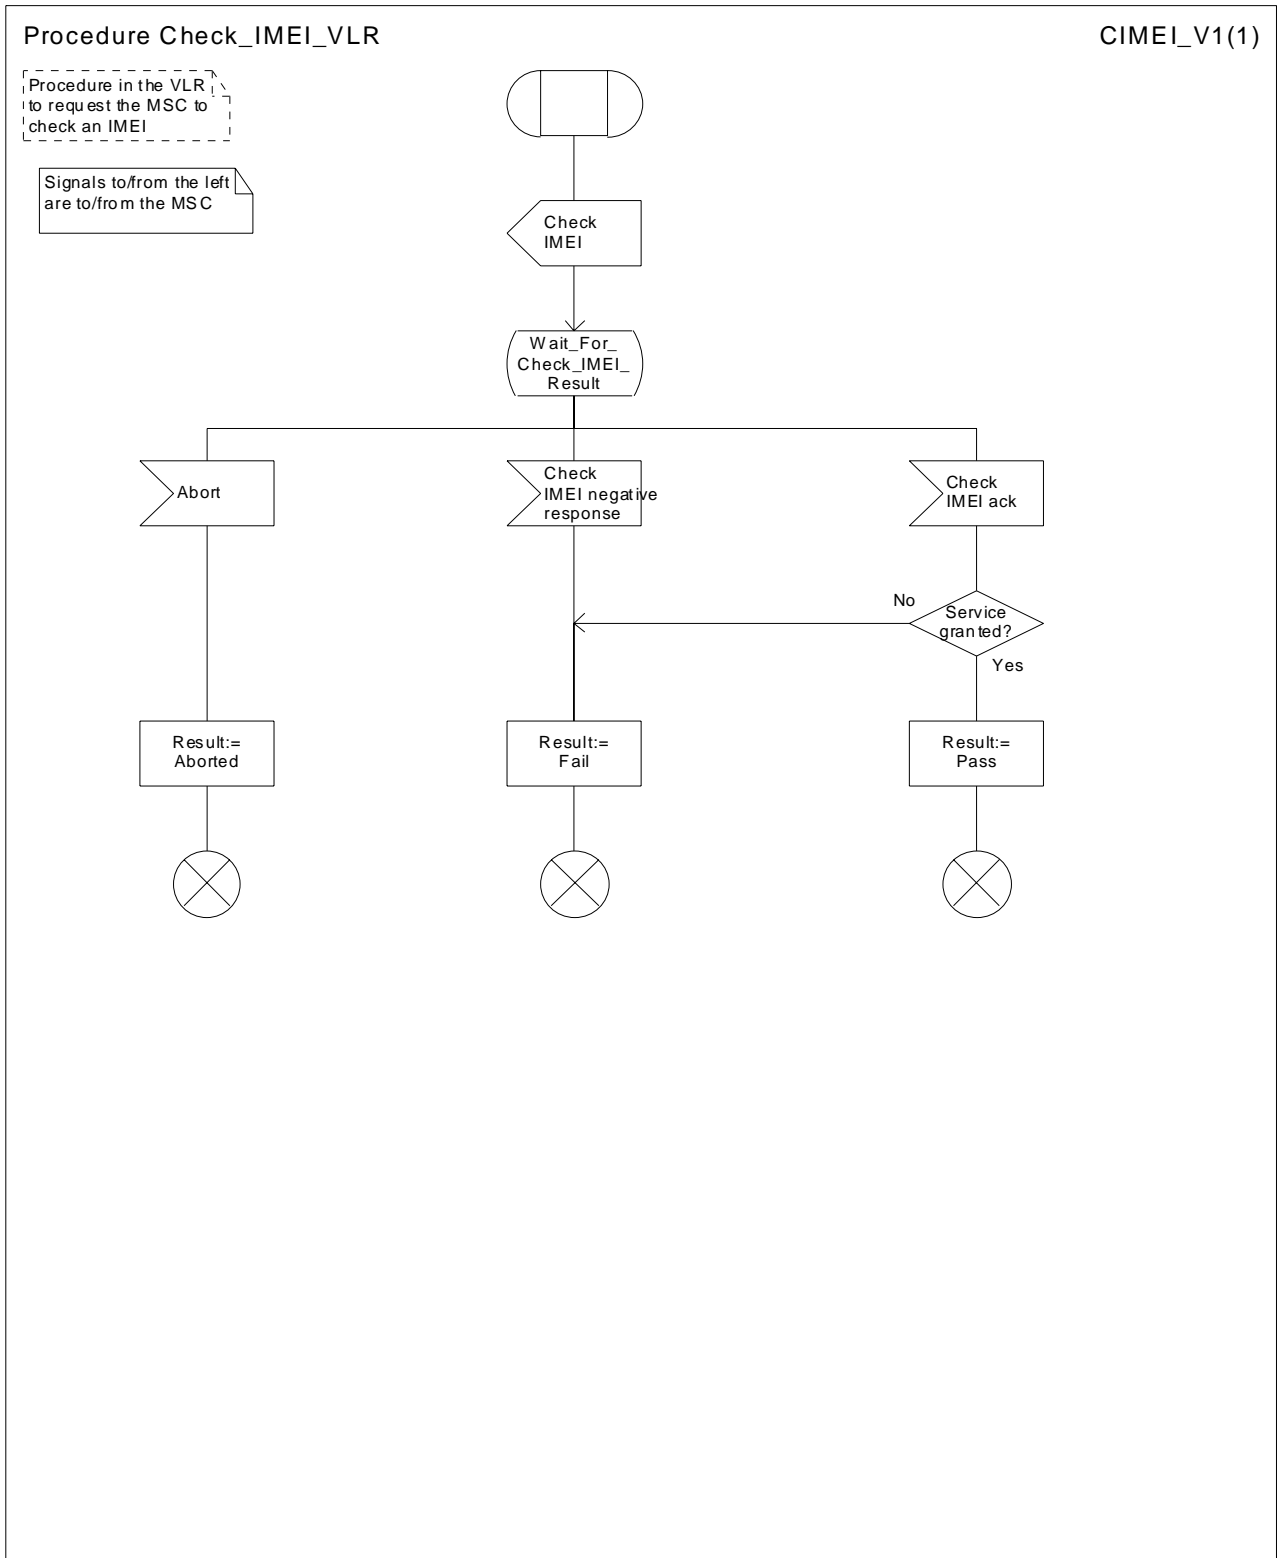 Procedure Check_IMEI_VLR
CIMEI_V1(1)
Procedure in the VLR
to request the MSC to
check an IMEI
Signals to/from the left
are to/from the MSC
Check
IMEI
Wait_For_
Check_IMEI_
Result
Abort
Check
IMEI negative
response
Check
IMEI ack
No
Service
granted?
Yes
Result:=
Aborted
Result:=
Fail
Result:=
Pass